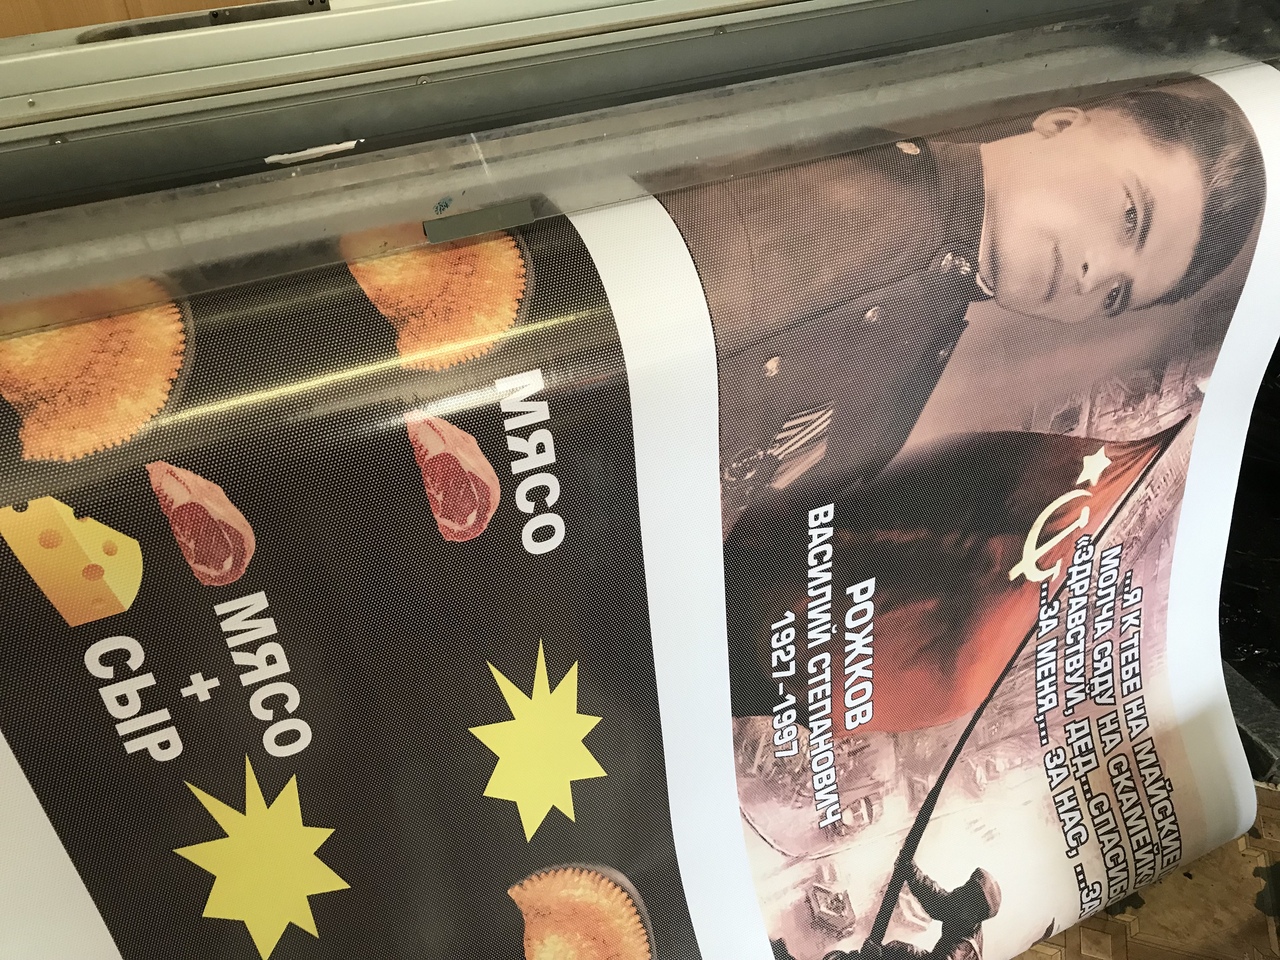 МЯСО
МЯСО
+
СЫР
РОЖКОВ
ВАСИЛИЙ СТЕПАНОВИЧ
1927-1997
...Я К ТЕБЕ НА МАЙСКИЕ
МОЛЧА СЯДУ НА СКАМЕЙКУ
«ЗДРАВСТВУЙ, ДЕД...СПАСИБО
...ЗА МЕНЯ,... ЗА НАС, ...ЗА